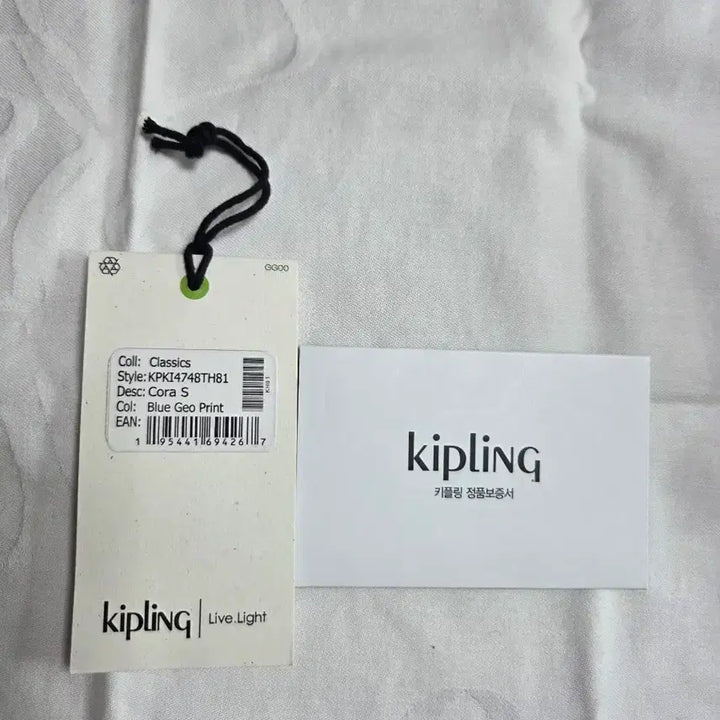 GG00
Coll: Classics
Style: KPKI4748TH81
Desc: Cora S
Col: Blue Geo Print
EAN:
1 95441 69426 7
kipling | Live.Light
kipling
키플링 정품보증서